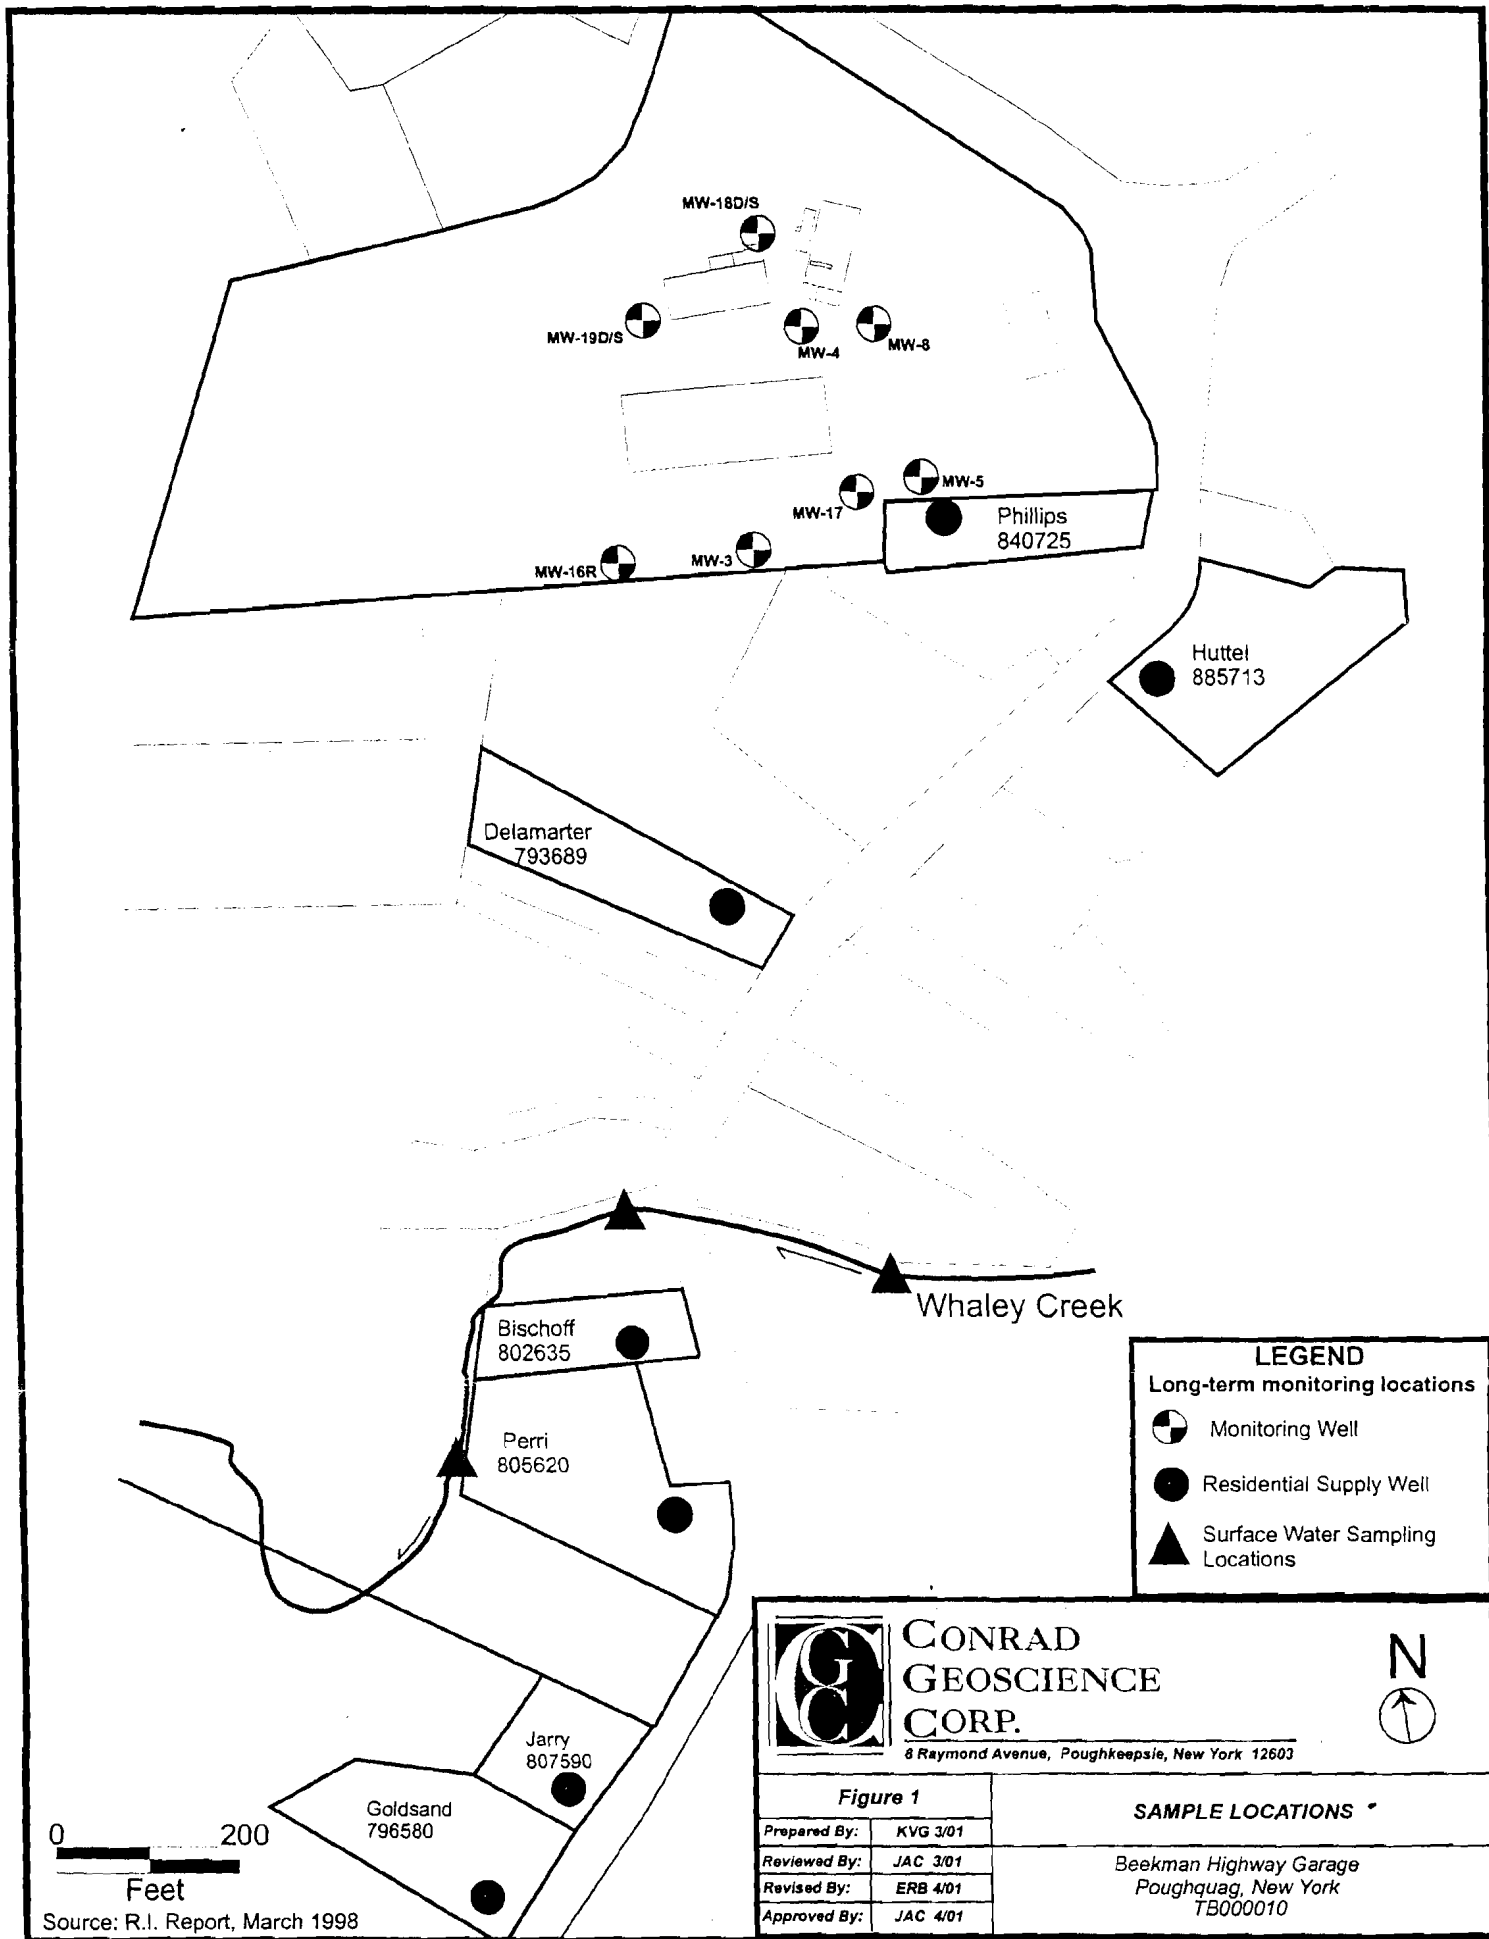 MW-18D/S
MW-19D/S
MW-4
MW-8
MW-5
MW-17
MW-3
MW-16R
Phillips
840725
Huttel
885713
Delamarter
793689
Whaley Creek
Bischoff
802635
Perri
805620
Jarry
807590
Goldsand
796580
0 200
Feet
Source: R.I. Report, March 1998
LEGEND
Long-term monitoring locations
Monitoring Well
Residential Supply Well
Surface Water Sampling
Locations
CGC
CONRAD
GEOSCIENCE
CORP.
8 Raymond Avenue, Poughkeepsie, New York 12603
N
Figure 1
Prepared By: KVG 3/01
Reviewed By: JAC 3/01
Revised By: ERB 4/01
Approved By: JAC 4/01
SAMPLE LOCATIONS
Beekman Highway Garage
Poughquag, New York
TB000010